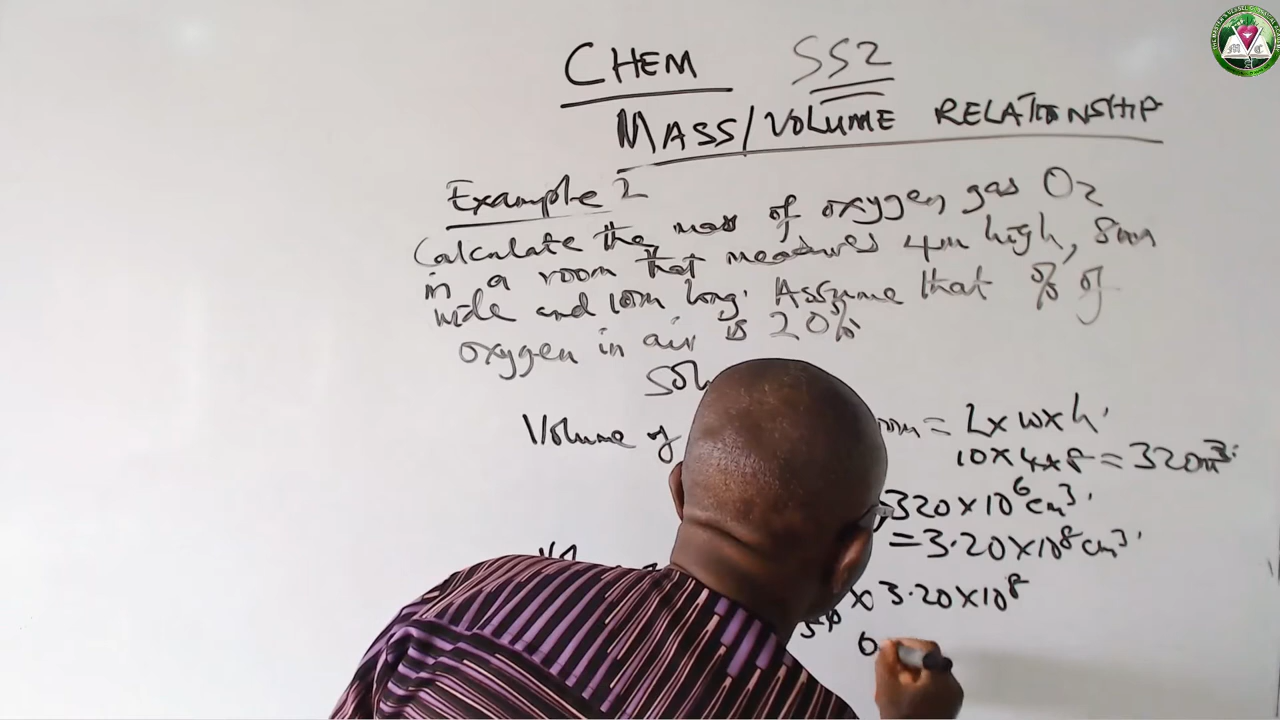 CHEM SS2
MASS/VOLUME RELATIONSHIP
Example 2
Calculate the mass of oxygen gas O2
in a room that measures 4m high, 8m
wide and 10m long. Assume that % of
oxygen in air is 20%
Soln
Volume of = L x w x h.
10 x 4 x 8 = 320m3.
320 x 10^6 cm3.
= 3.20 x 10^8 cm3.
x 3.20 x 10^8
6